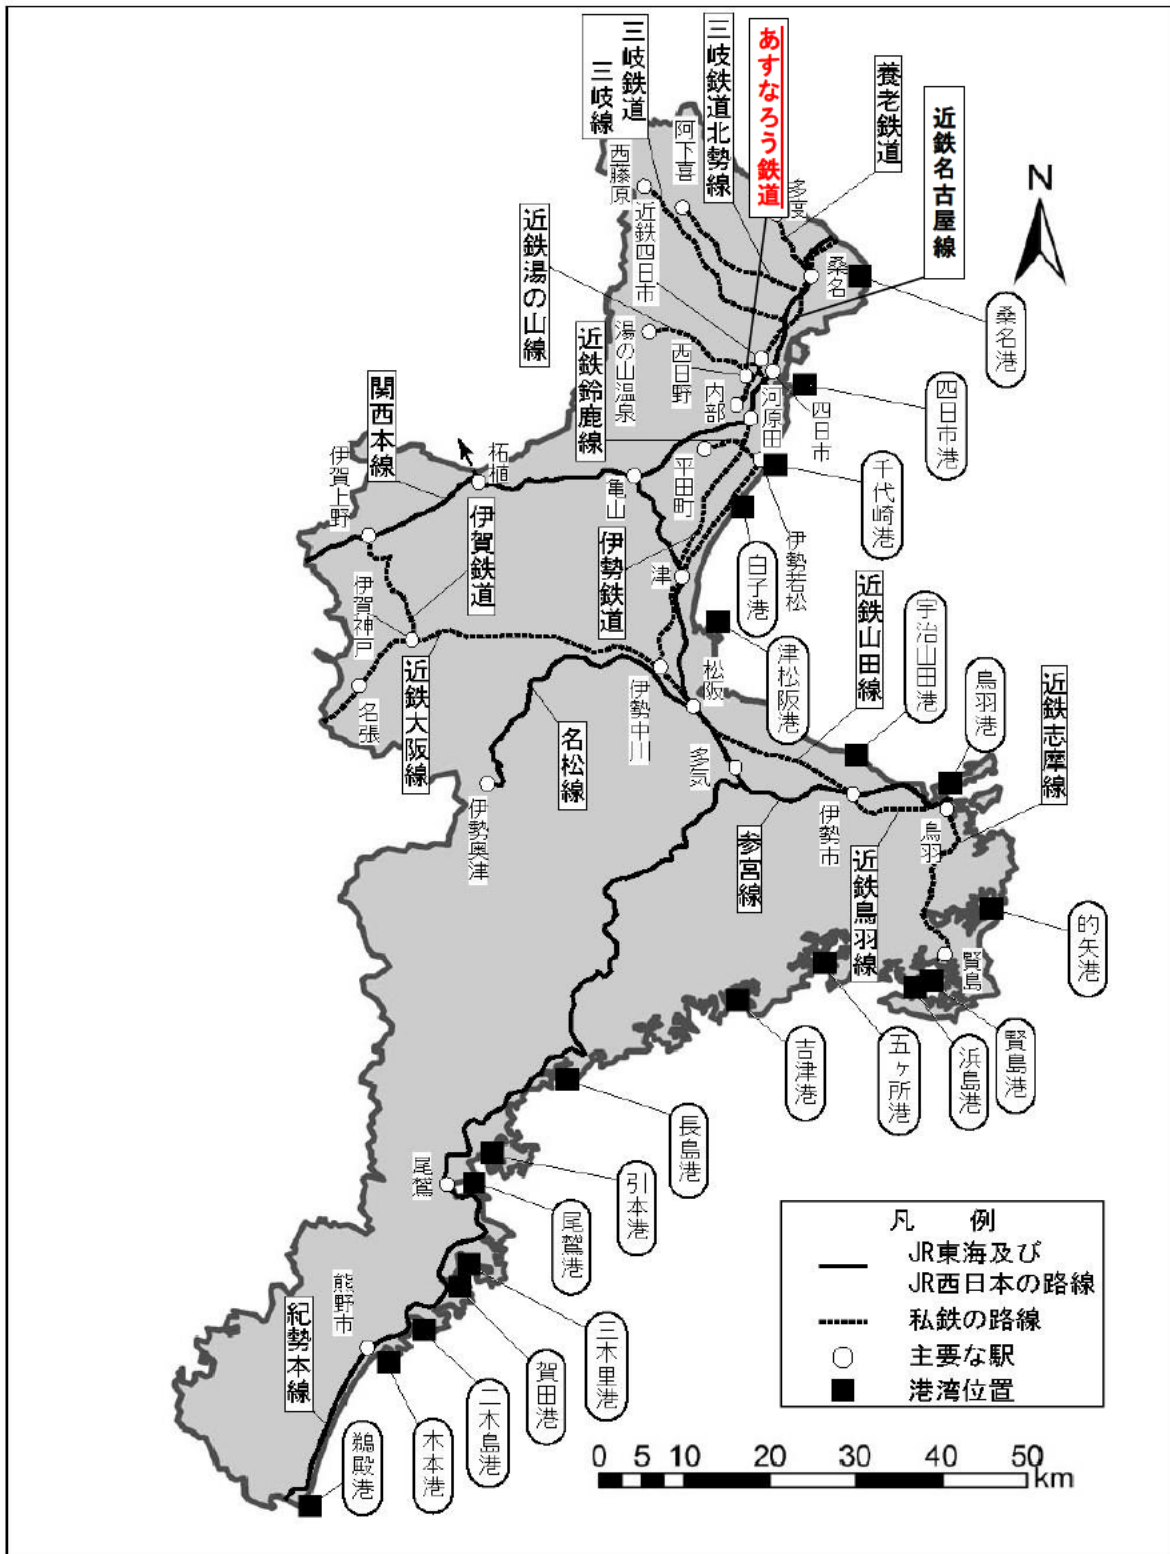 三岐鉄道
三岐線
三岐鉄道北勢線
あすなろう鉄道
養老鉄道
近鉄名古屋線
阿下喜
西藤原
多度
N
近鉄四日市
近鉄湯の山線
桑名
桑名港
近鉄鈴鹿線
湯の山温泉
西日野
内部
河原田
四日市
四日市港
関西本線
伊賀上野
柘植
亀山
平田町
千代崎港
伊勢若松
白子港
伊賀鉄道
伊勢鉄道
津
伊賀神戸
近鉄山田線
宇治山田港
鳥羽港
近鉄志摩線
津松阪港
松阪
名張
近鉄大阪線
名松線
伊勢中川
多気
伊勢奥津
参宮線
伊勢市
近鉄鳥羽線
鳥羽
的矢港
賢島
吉津港
五ヶ所港
浜島港
賢島港
長島港
引本港
尾鷲
尾鷲港
熊野市
紀勢本線
三木里港
賀田港
二木島港
木本港
鵜殿港
凡 例
JR東海及び
JR西日本の路線
私鉄の路線
主要な駅
港湾位置
0 5 10 20 30 40 50
km